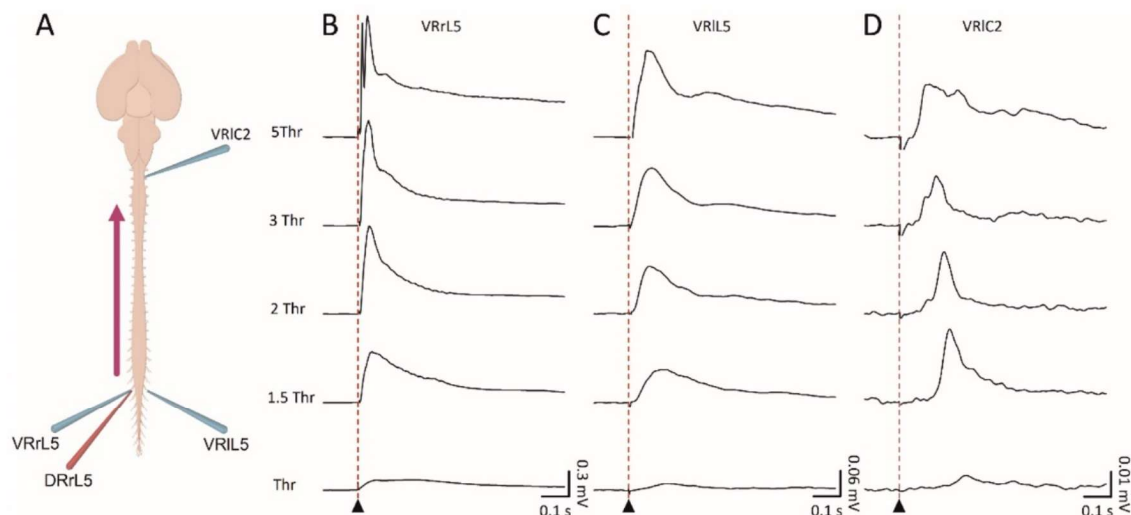 A
VRlC2
VRrL5
DRrL5
VRlL5
B
VRrL5
C
VRlL5
D
VRlC2
5Thr
3 Thr
2 Thr
1.5 Thr
Thr
0.3 mV
0.1 s
0.06 mV
0.1 s
0.01 mV
0.1 s